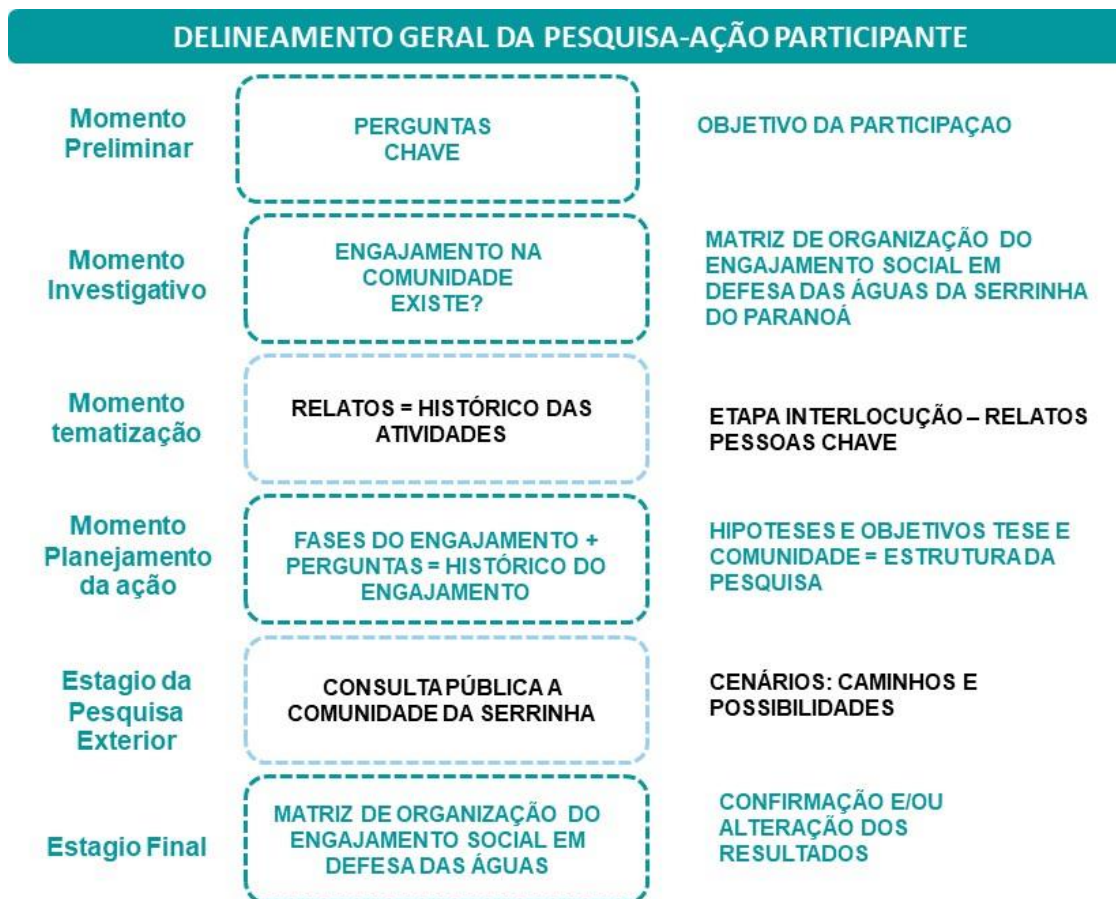 DELINEAMENTO GERAL DA PESQUISA-AÇÃO PARTICIPANTE
Momento
Preliminar
PERGUNTAS
CHAVE
OBJETIVO DA PARTICIPAÇAO
Momento
Investigativo
ENGAJAMENTO NA
COMUNIDADE
EXISTE?
MATRIZ DE ORGANIZAÇÃO DO
ENGAJAMENTO SOCIAL EM
DEFESA DAS ÁGUAS DA SERRINHA
DO PARANOÁ
Momento
tematização
RELATOS = HISTÓRICO DAS
ATIVIDADES
ETAPA INTERLOCUÇÃO – RELATOS
PESSOAS CHAVE
Momento
Planejamento
da ação
FASES DO ENGAJAMENTO +
PERGUNTAS = HISTÓRICO DO
ENGAJAMENTO
HIPOTESES E OBJETIVOS TESE E
COMUNIDADE = ESTRUTURA DA
PESQUISA
Estagio da
Pesquisa
Exterior
CONSULTA PÚBLICA A
COMUNIDADE DA SERRINHA
CENÁRIOS: CAMINHOS E
POSSIBILIDADES
Estagio Final
MATRIZ DE ORGANIZAÇÃO DO
ENGAJAMENTO SOCIAL EM
DEFESA DAS ÁGUAS
CONFIRMAÇÃO E/OU
ALTERAÇÃO DOS
RESULTADOS